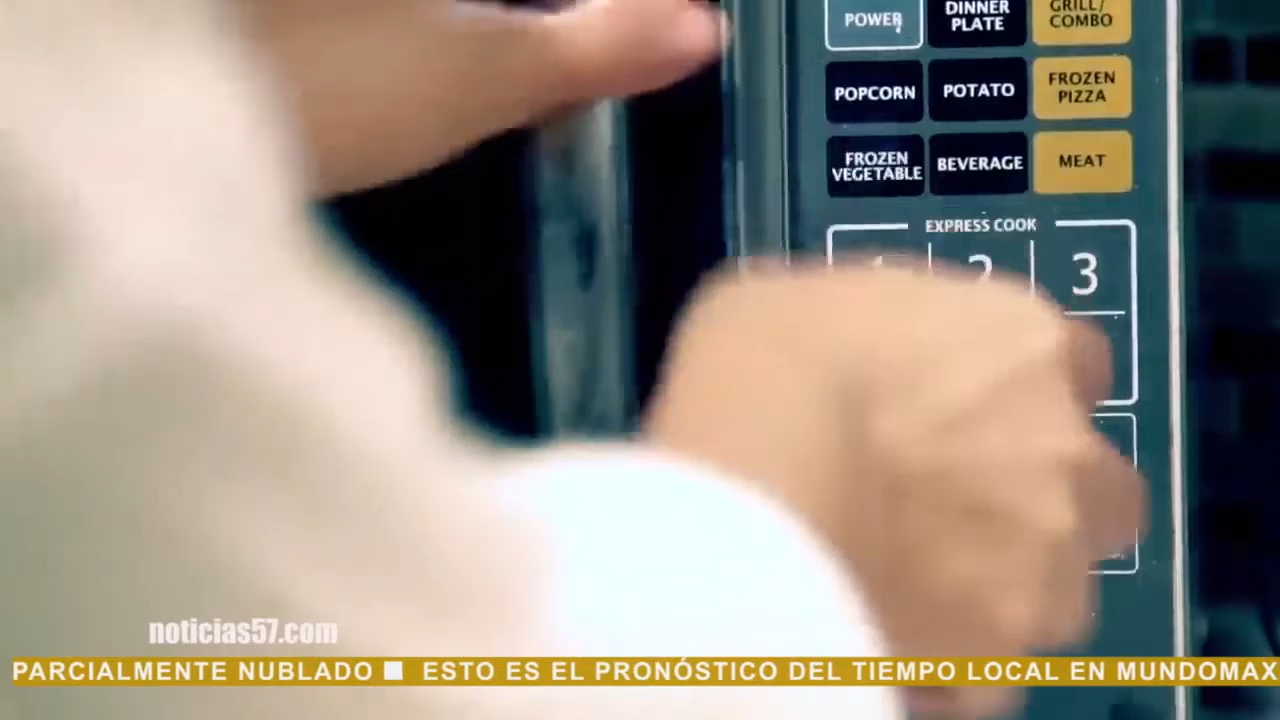 POWER
DINNER
PLATE
GRILL/
COMBO
POPCORN
POTATO
FROZEN
PIZZA
FROZEN
VEGETABLE
BEVERAGE
MEAT
EXPRESS COOK
2
3
noticias57.com
PARCIALMENTE NUBLADO ■ ESTO ES EL PRONÓSTICO DEL TIEMPO LOCAL EN MUNDOMAX